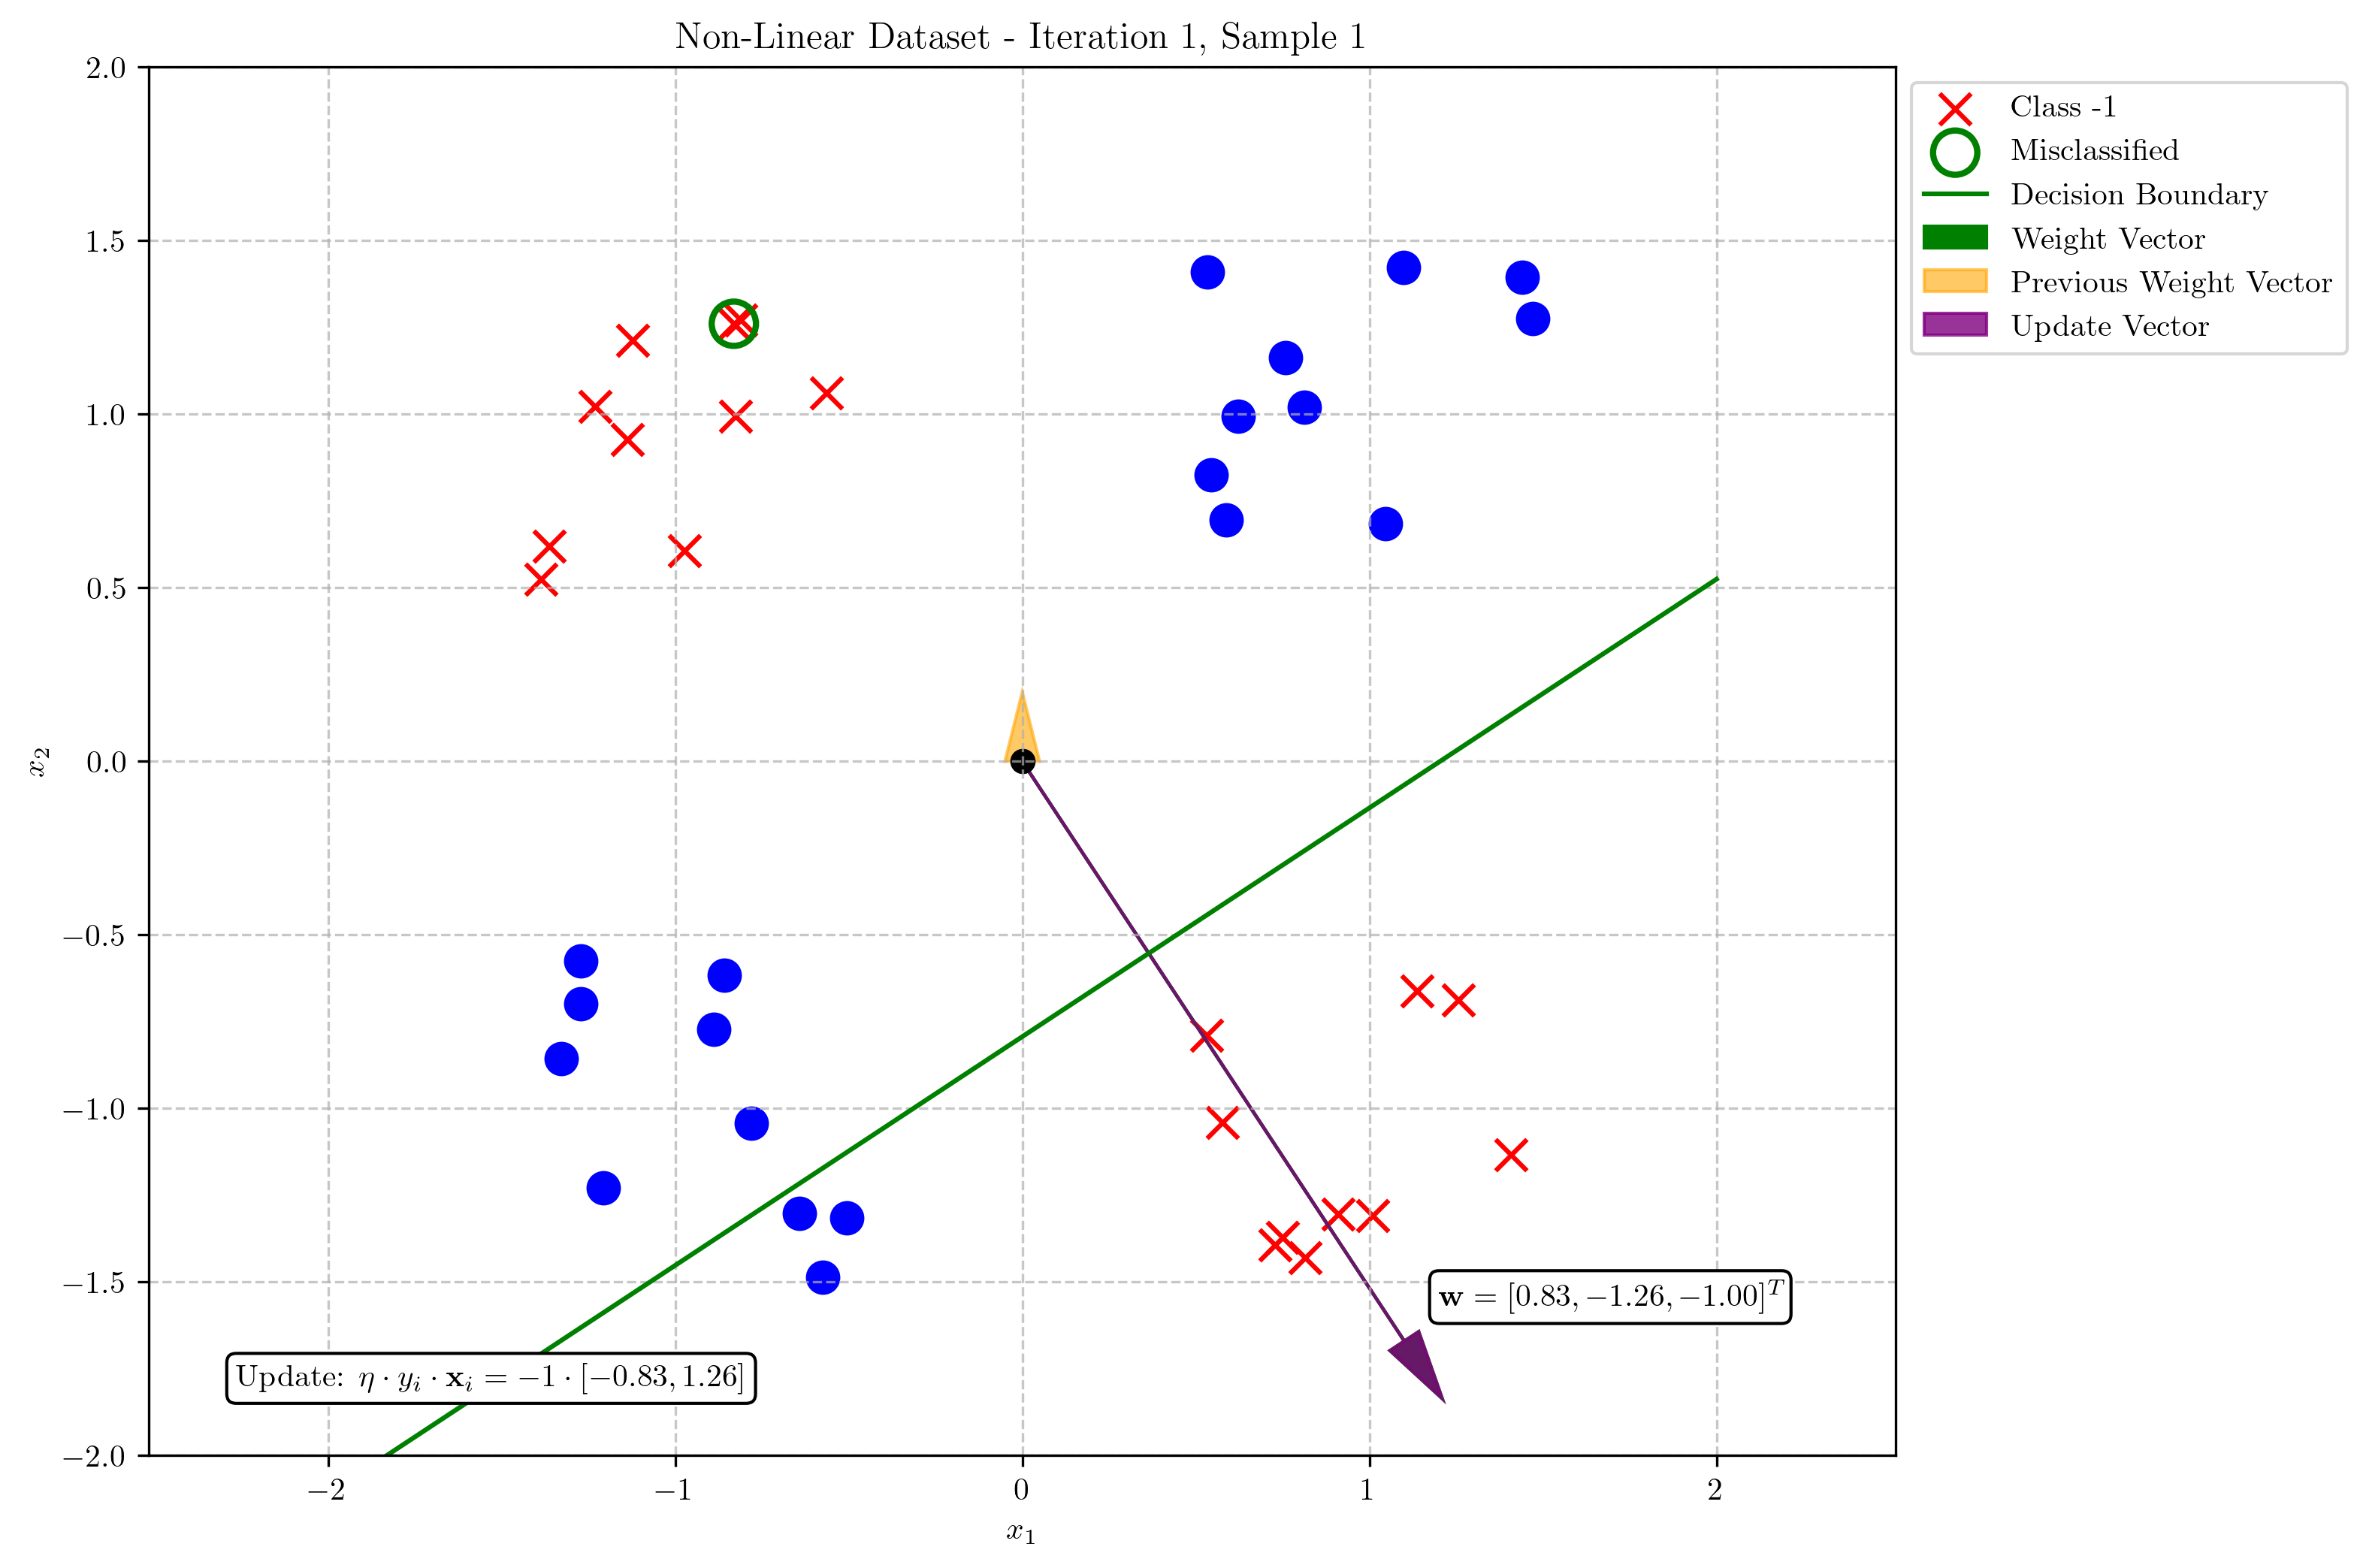 Non-Linear Dataset - Iteration 1, Sample 1
Class -1
Misclassified
Decision Boundary
Weight Vector
Previous Weight Vector
Update Vector
2.0
1.5
1.0
0.5
0.0
−0.5
−1.0
−1.5
−2.0
x₂
w = [0.83, −1.26, −1.00]ᵀ
Update: η · yᵢ · xᵢ = −1 · [−0.83, 1.26]
−2 −1 0 1 2
x₁